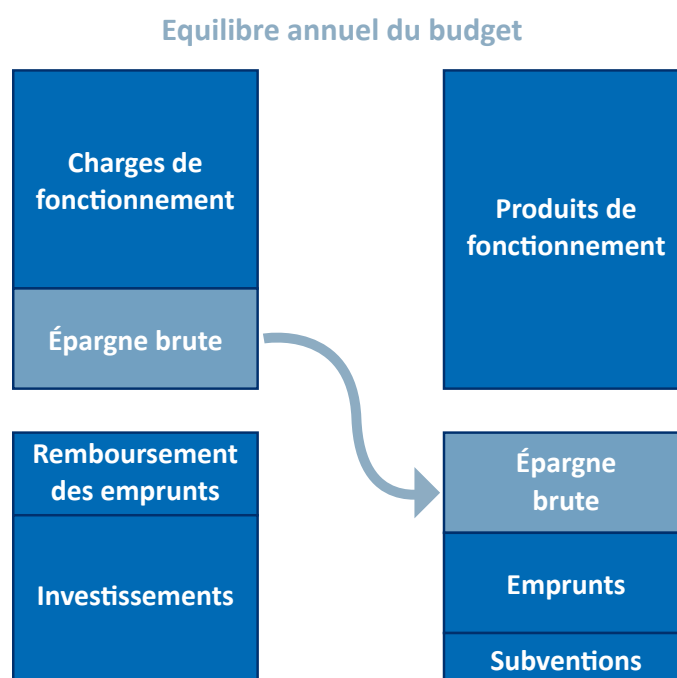 Equilibre annuel du budget
Charges de
fonctionnement
Épargne brute
Produits de
fonctionnement
Remboursement
des emprunts
Investissements
Épargne
brute
Emprunts
Subventions